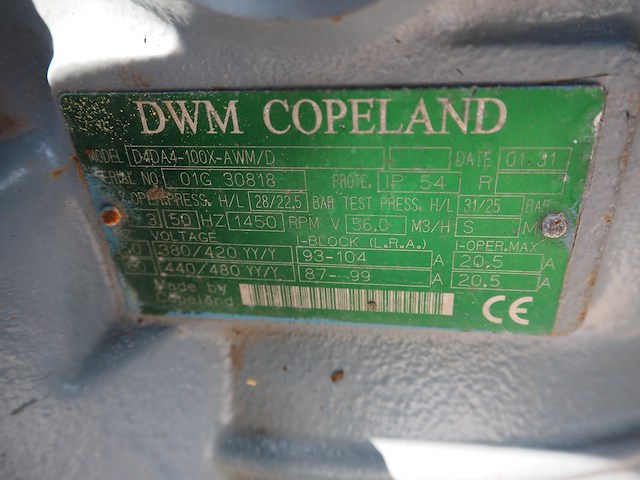 DWM COPELAND
MODEL D4DA4-100X-AWM/D DATE 01-31
SERIAL NO. 01G 30818 PROTE. IP 54 R
OPER. PRESS. H/L 28/22,5 BAR TEST PRESS. H/L 31/25 BAR
3 50 HZ 1450 RPM V 56.0 M3/H S
VOLTAGE I-BLOCK (L.R.A.) I-OPER.MAX
380/420 YY/Y 93-104 A 20.5 A
440/480 YY/Y 87- 99 A 20.5 A
Made by
Copeland CE